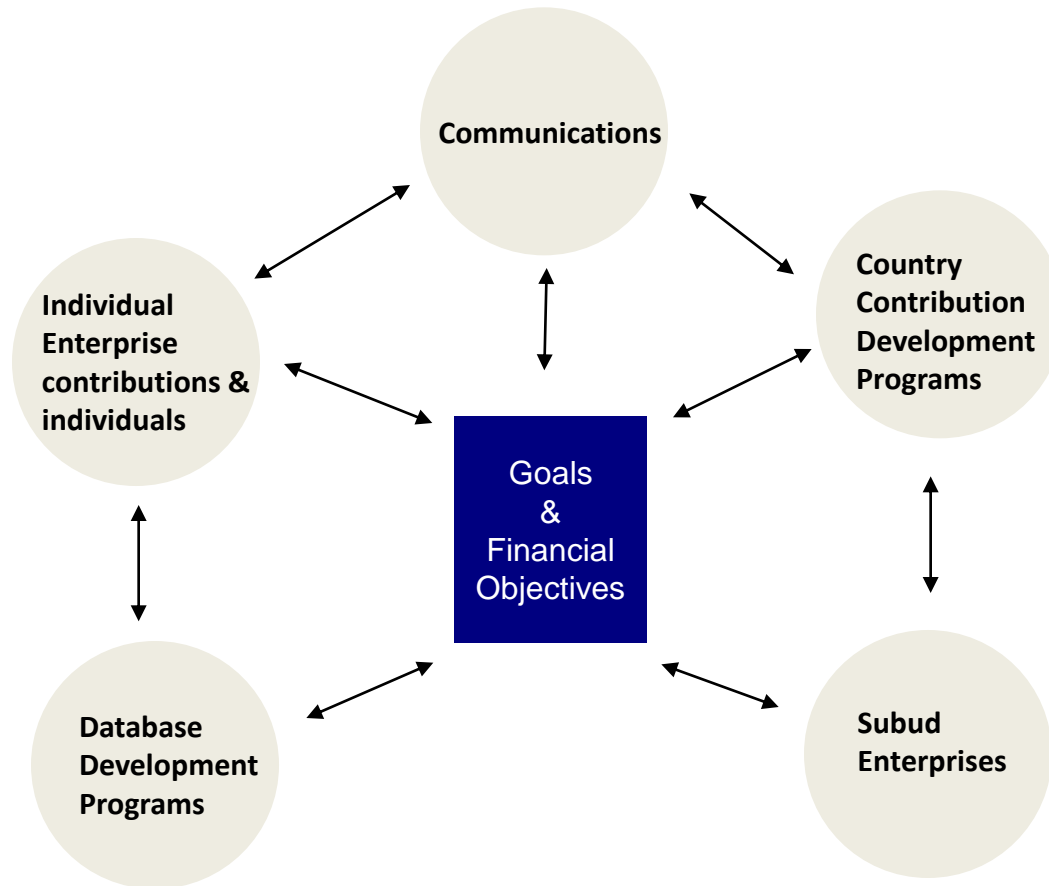 Communications
Individual
Enterprise
contributions &
individuals
Country
Contribution
Development
Programs
Goals
&
Financial
Objectives
Database
Development
Programs
Subud
Enterprises